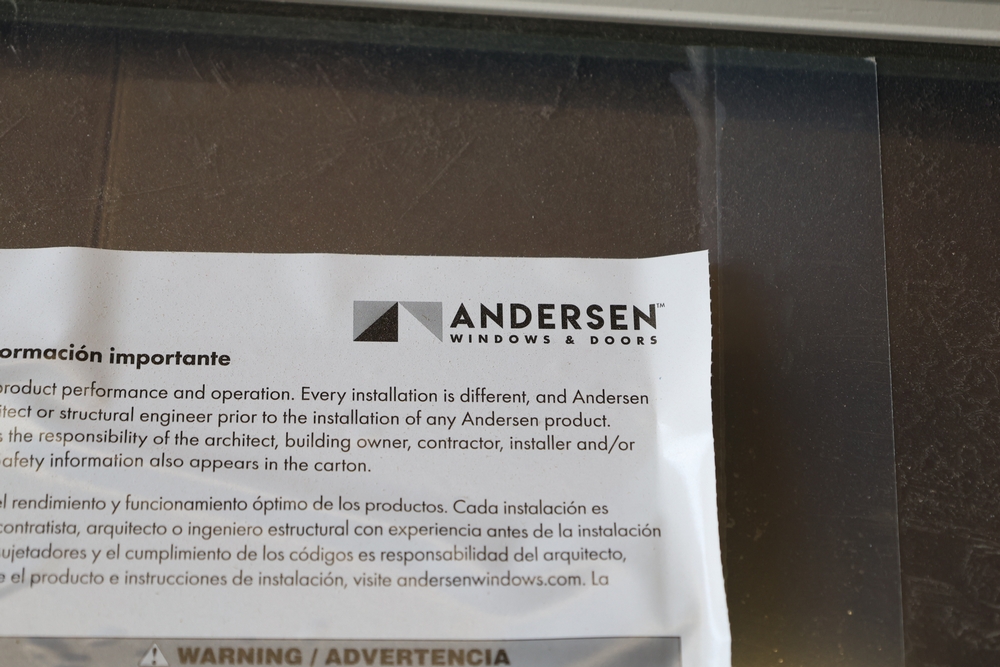 ANDERSEN™
WINDOWS & DOORS
ormación importante
product performance and operation. Every installation is different, and Andersen
itect or structural engineer prior to the installation of any Andersen product.
s the responsibility of the architect, building owner, contractor, installer and/or
afety information also appears in the carton.
el rendimiento y funcionamiento óptimo de los productos. Cada instalación es
contratista, arquitecto o ingeniero estructural con experiencia antes de la instalación
ujetadores y el cumplimiento de los códigos es responsabilidad del arquitecto,
e el producto e instrucciones de instalación, visite andersenwindows.com. La
WARNING / ADVERTENCIA